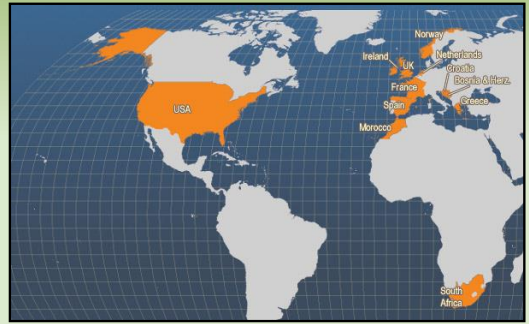 Norway
Ireland
UK
Netherlands
Croatia
Bosnia & Herz.
France
USA
Spain
Greece
Morocco
South
Africa